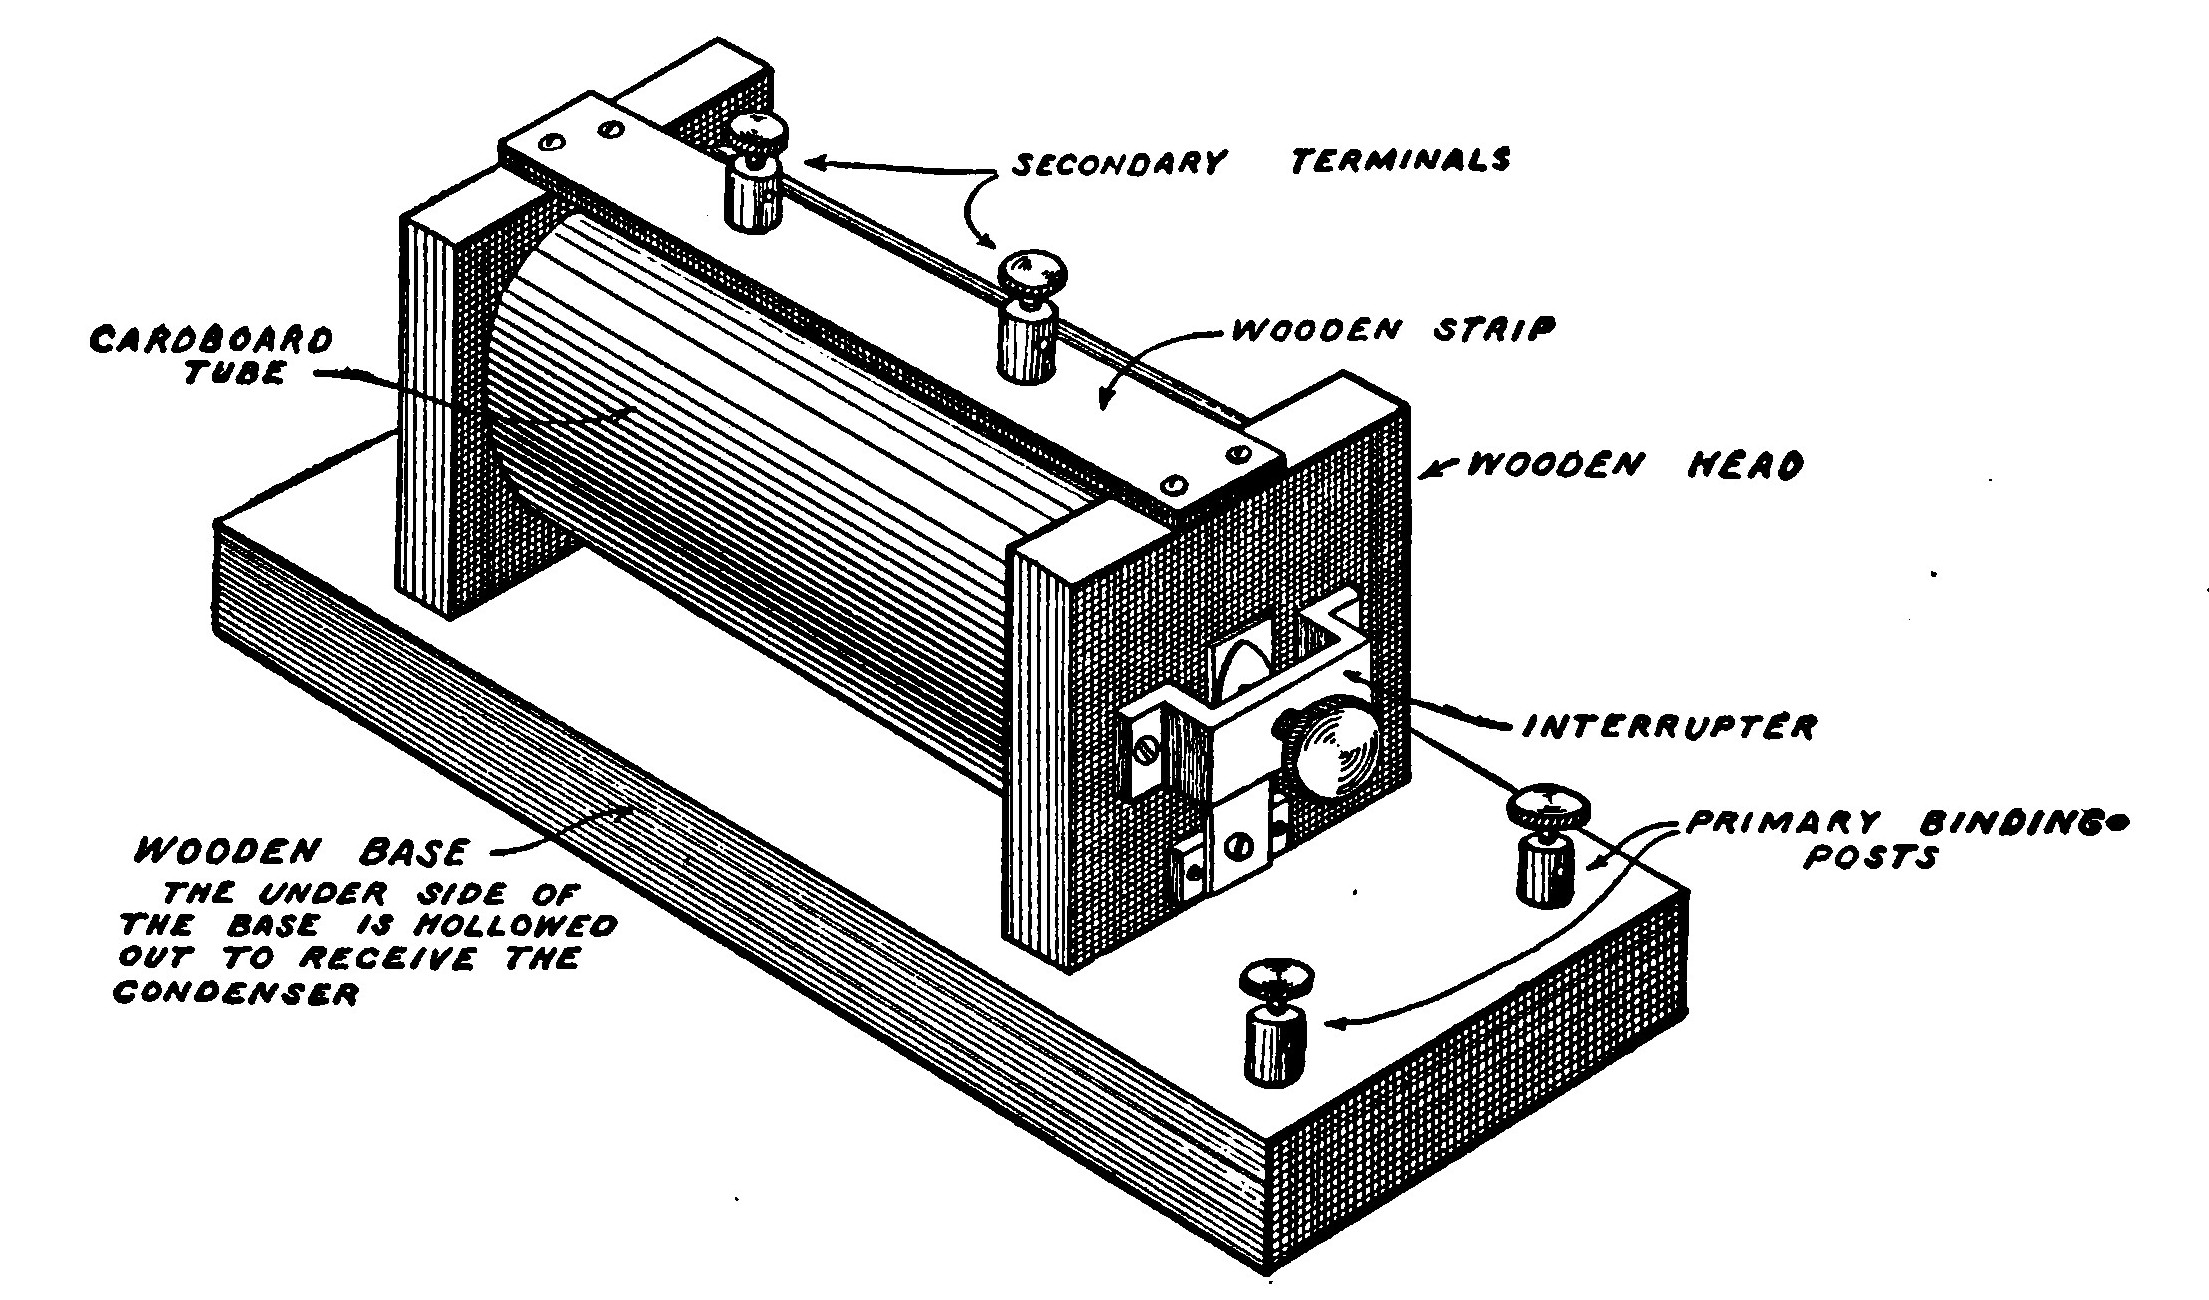 SECONDARY TERMINALS
CARDBOARD
TUBE
WOODEN STRIP
WOODEN HEAD
INTERRUPTER
PRIMARY BINDING
POSTS
WOODEN BASE
THE UNDER SIDE OF
THE BASE IS HOLLOWED
OUT TO RECEIVE THE
CONDENSER